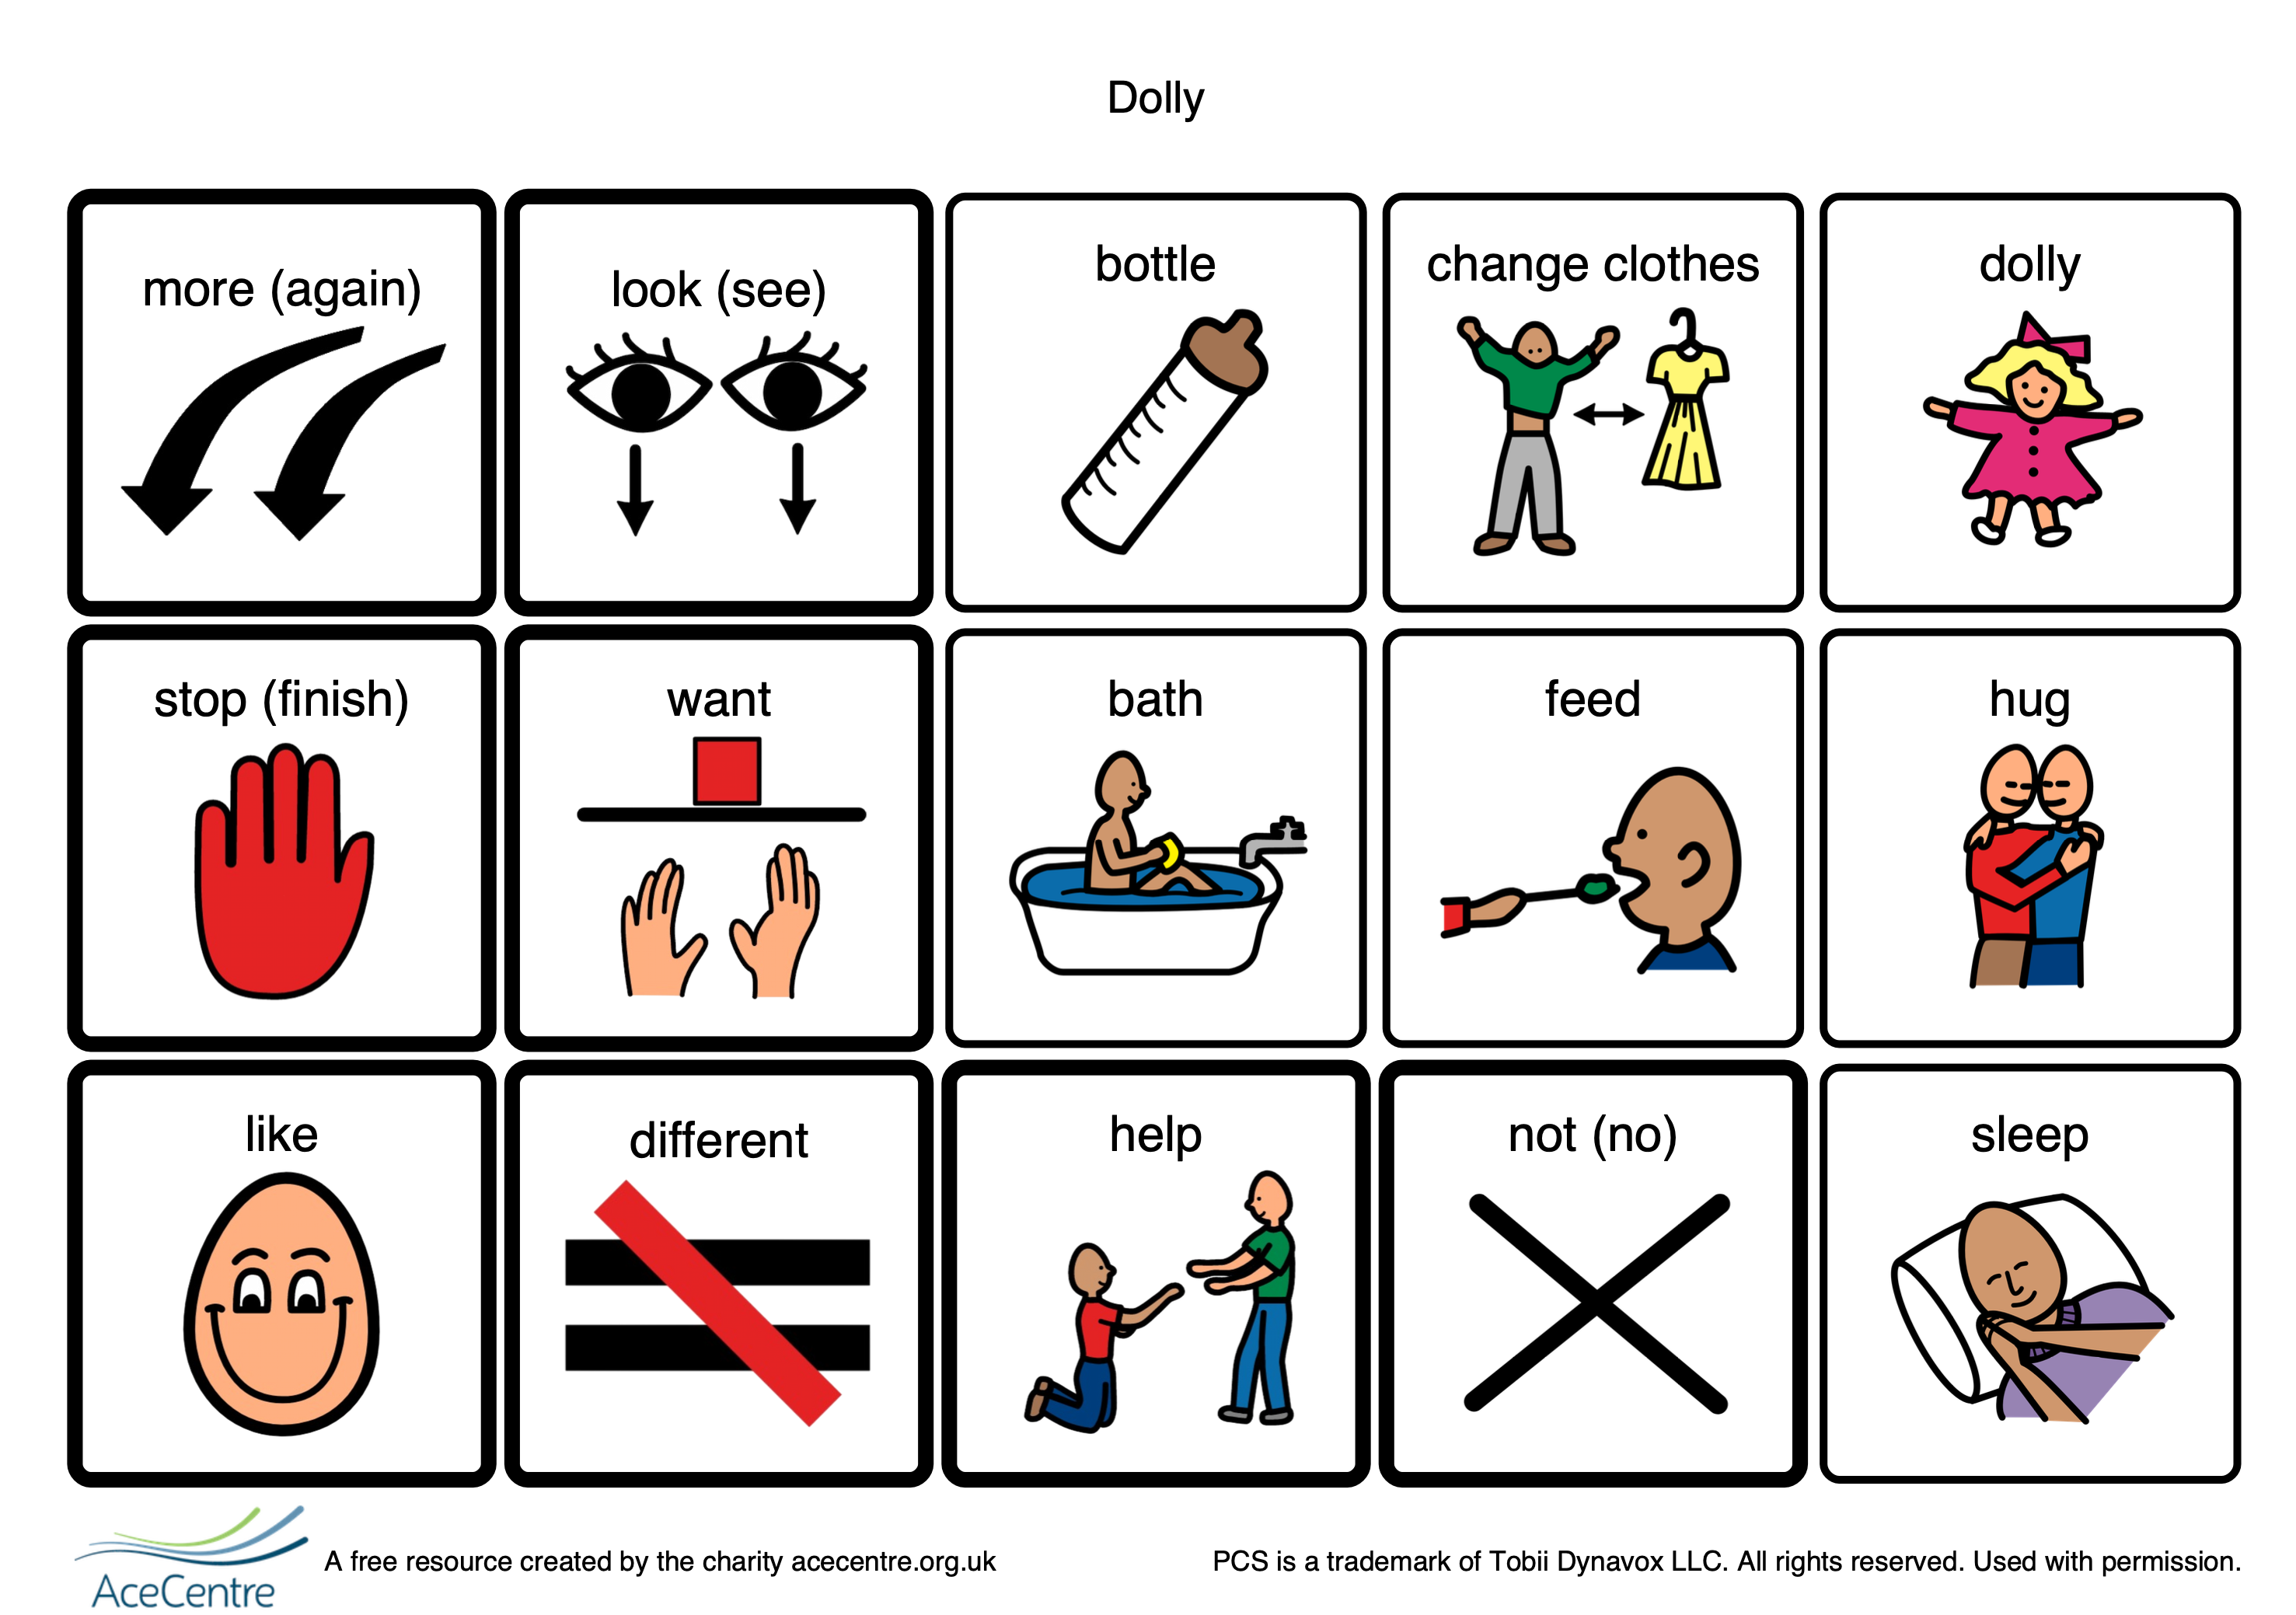 Dolly
more (again)
look (see)
bottle
change clothes
dolly
stop (finish)
want
bath
feed
hug
like
different
help
not (no)
sleep
AceCentre
A free resource created by the charity acecentre.org.uk
PCS is a trademark of Tobii Dynavox LLC. All rights reserved. Used with permission.